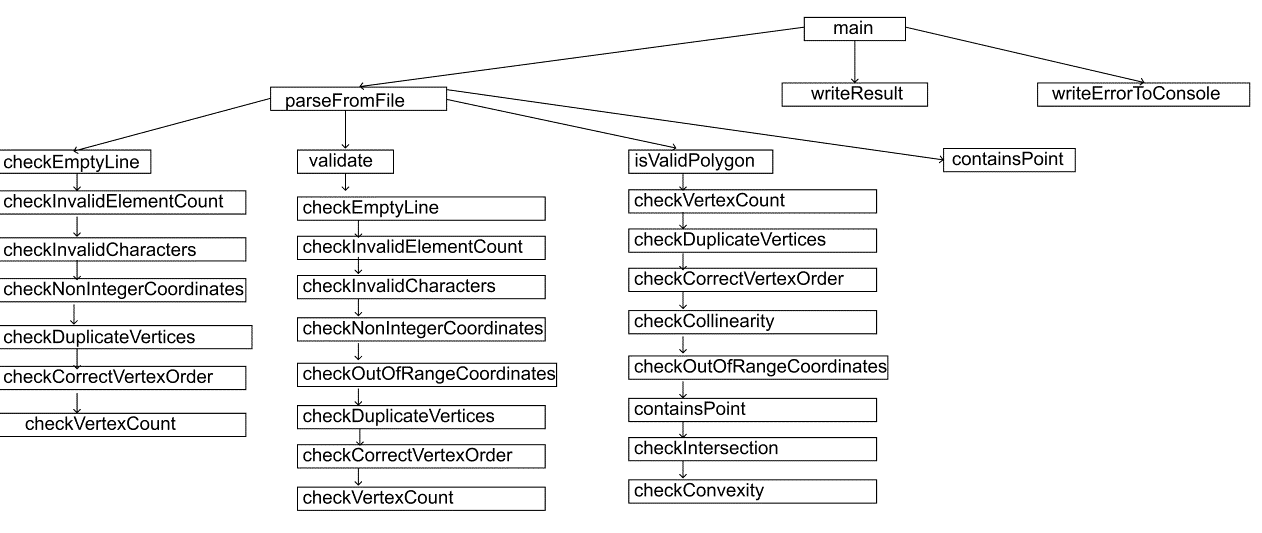 main
writeResult
writeErrorToConsole
parseFromFile
checkEmptyLine
checkInvalidElementCount
checkInvalidCharacters
checkNonIntegerCoordinates
checkDuplicateVertices
checkCorrectVertexOrder
checkVertexCount
validate
checkEmptyLine
checkInvalidElementCount
checkInvalidCharacters
checkNonIntegerCoordinates
checkOutOfRangeCoordinates
checkDuplicateVertices
checkCorrectVertexOrder
checkVertexCount
isValidPolygon
checkVertexCount
checkDuplicateVertices
checkCorrectVertexOrder
checkCollinearity
checkOutOfRangeCoordinates
containsPoint
checkIntersection
checkConvexity
containsPoint